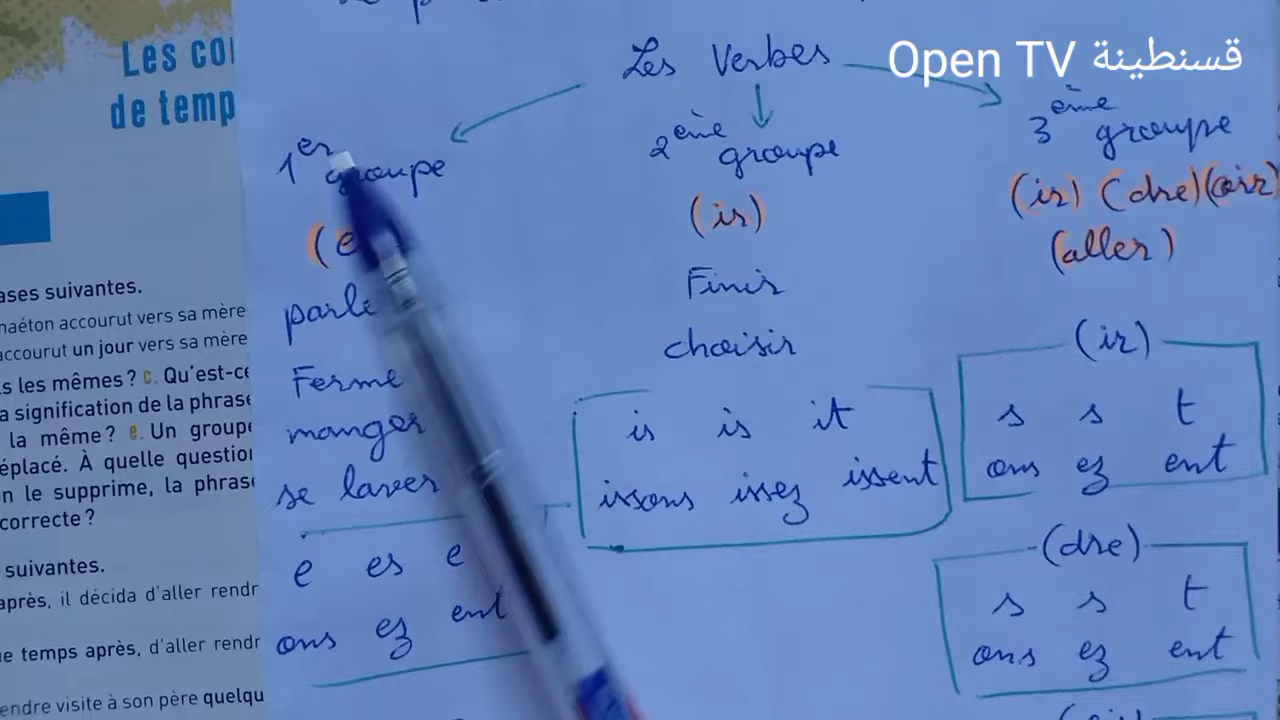 Les
de temp
ases suivantes.
naéton accourut vers sa mère
accourut un jour vers sa mère
les mêmes ? c. Qu'est-ce
a signification de la phrase
la même ? e. Un groupe
éplacé. À quelle question
on le supprime, la phrase
correcte ?
suivantes.
après, il décida d'aller rendr
e temps après, d'aller rendr
endre visite à son père quelqu
Open TV قسنطينة
Les Verbes
1er groupe
(e
parle
Ferme
manger
se laver
e es e
ons ez ent
2ème groupe
(ir)
Finir
choisir
is is it
issons issez issent
3ème groupe
(ir) (dre) (oir)
(aller)
(ir)
s s t
ons ez ent
(dre)
s s t
ons ez ent